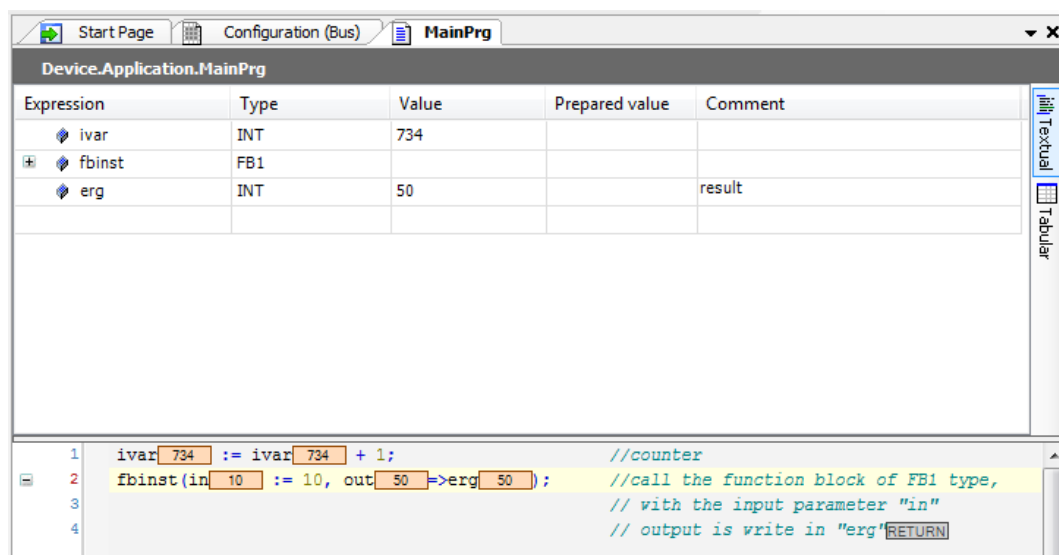 Start Page Configuration (Bus) MainPrg
Device.Application.MainPrg
Expression Type Value Prepared value Comment
ivar INT 734
fbinst FB1
erg INT 50 result
Textual
Tabular
1 ivar 734 := ivar 734 + 1; //counter
2 fbinst(in 10 := 10, out 50 =>erg 50 ); //call the function block of FB1 type,
3 // with the input parameter "in"
4 // output is write in "erg" RETURN